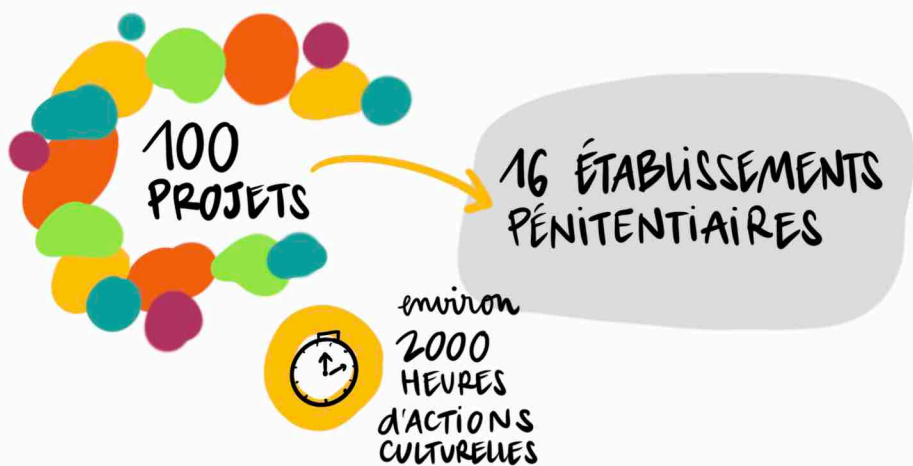 100
PROJETS
16 ÉTABLISSEMENTS
PÉNITENTIAIRES
environ
2000
HEURES
d'ACTIONS
CULTURELLES